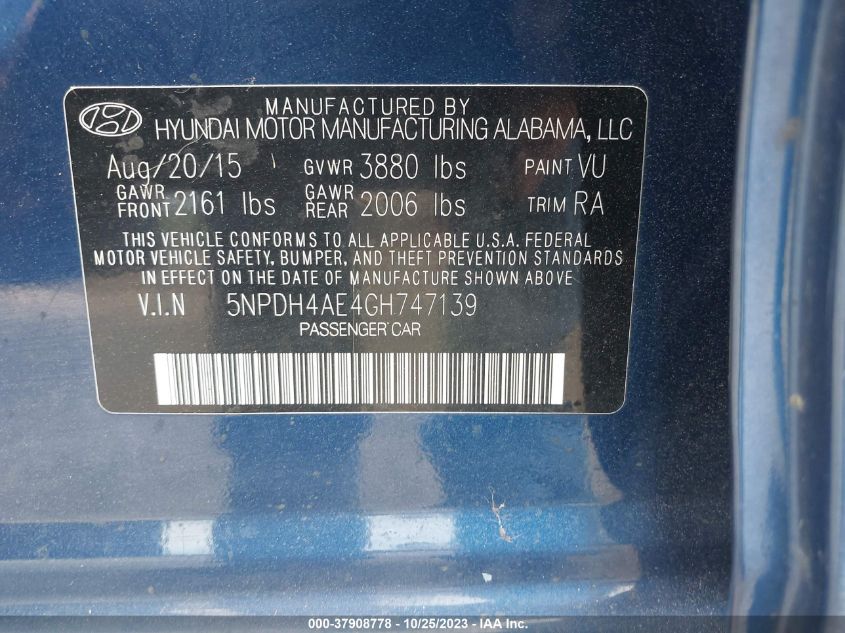 MANUFACTURED BY
HYUNDAI MOTOR MANUFACTURING ALABAMA, LLC
Aug/20/15 GVWR 3880 lbs PAINT VU
GAWR FRONT 2161 lbs GAWR REAR 2006 lbs TRIM RA
THIS VEHICLE CONFORMS TO ALL APPLICABLE U.S.A. FEDERAL
MOTOR VEHICLE SAFETY, BUMPER, AND THEFT PREVENTION STANDARDS
IN EFFECT ON THE DATE OF MANUFACTURE SHOWN ABOVE
V.I.N 5NPDH4AE4GH747139
PASSENGER CAR
000-37908778 - 10/25/2023 - IAA Inc.